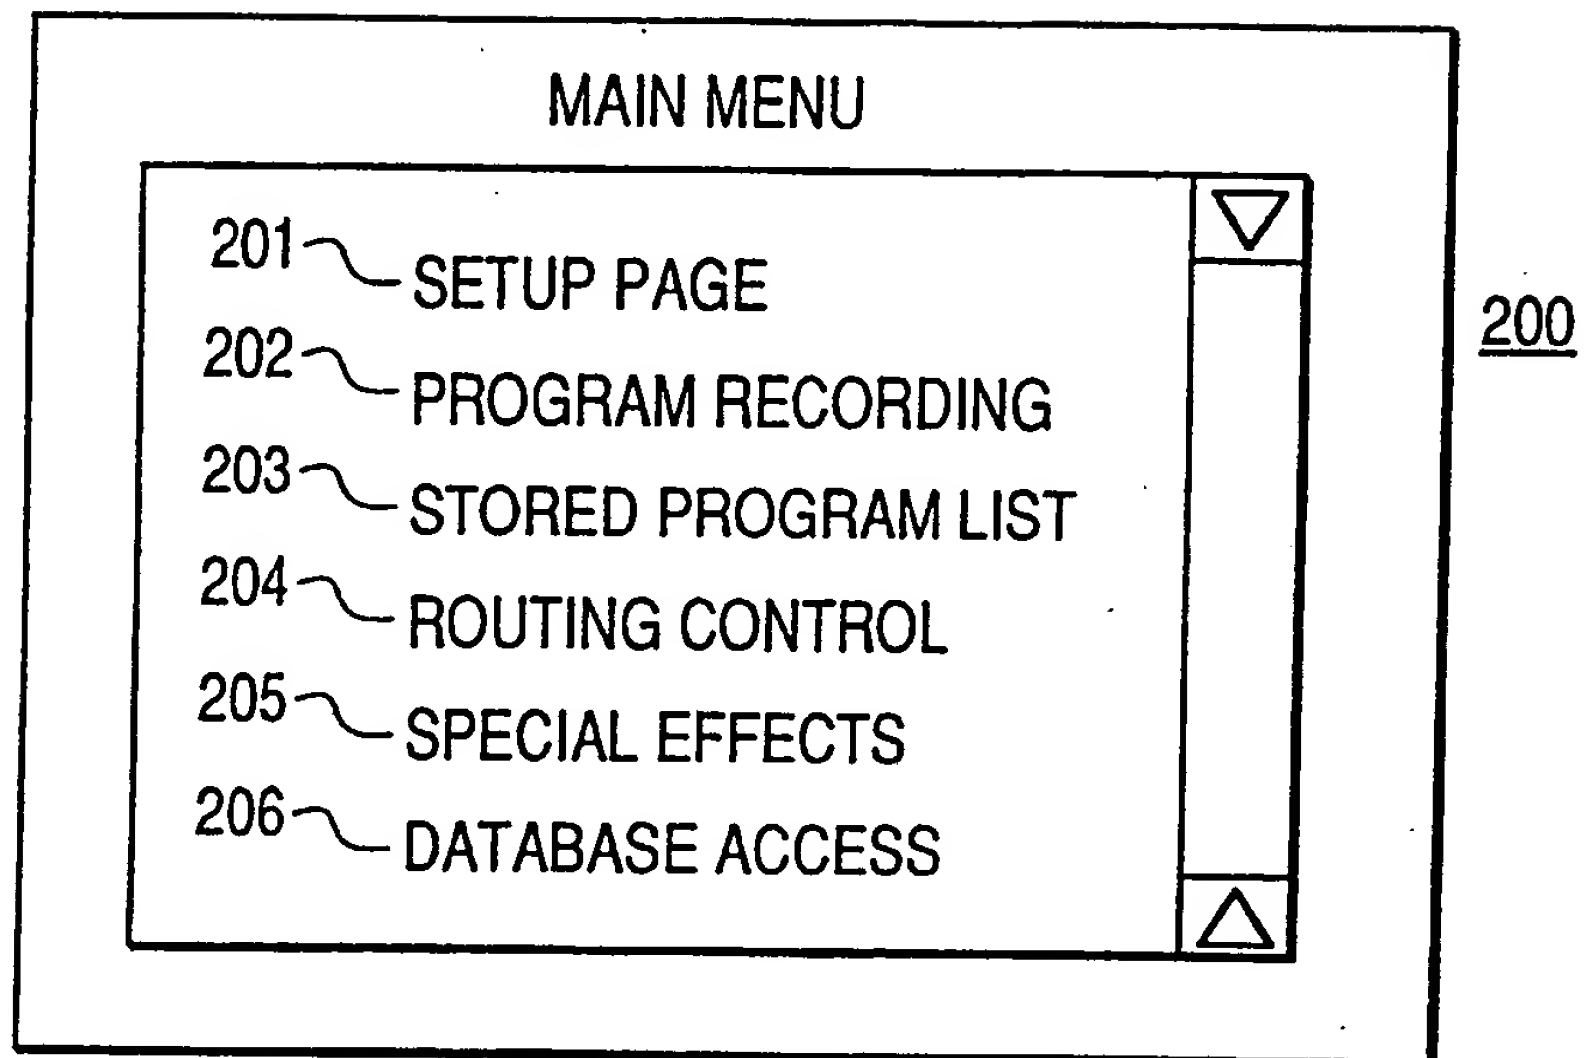 MAIN MENU
201 SETUP PAGE
200
202 PROGRAM RECORDING
203 STORED PROGRAM LIST
204 ROUTING CONTROL
205 SPECIAL EFFECTS
206 DATABASE ACCESS